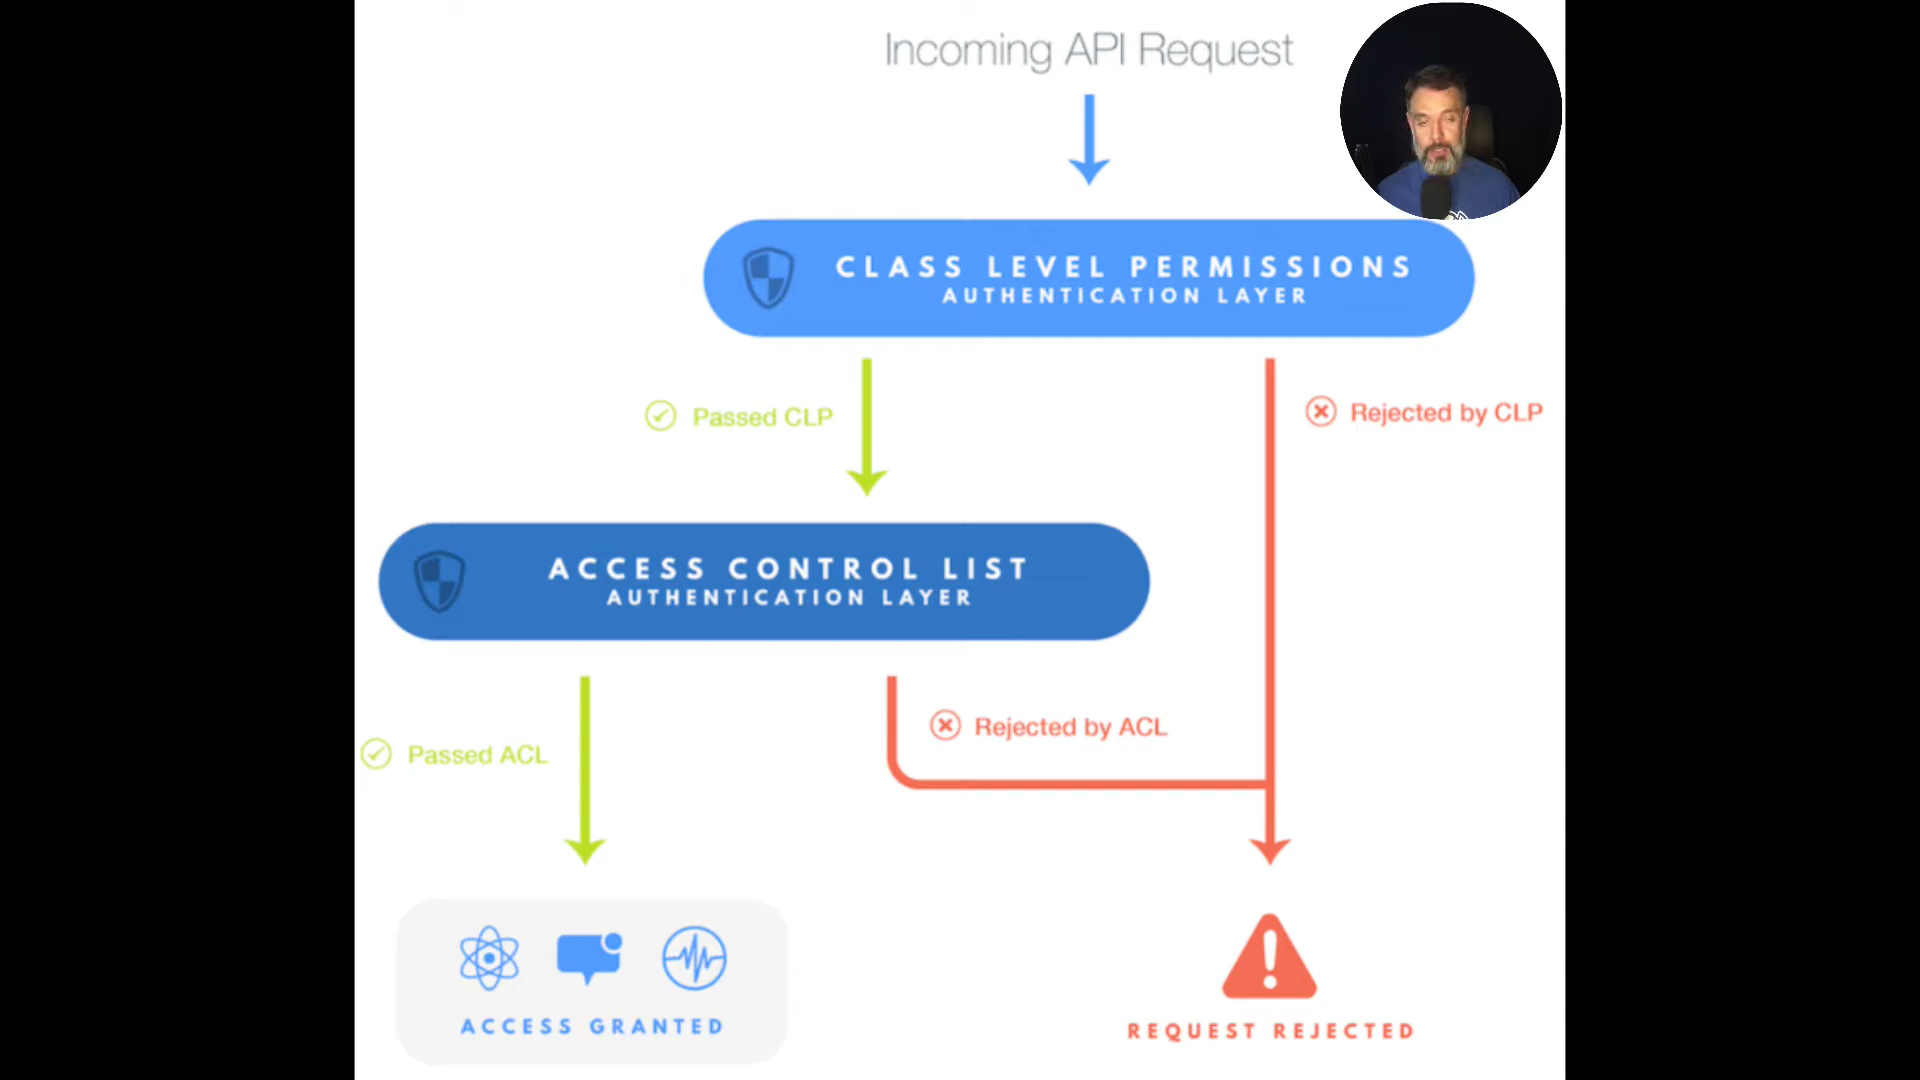 Incoming API Request
CLASS LEVEL PERMISSIONS
AUTHENTICATION LAYER
Passed CLP
Rejected by CLP
ACCESS CONTROL LIST
AUTHENTICATION LAYER
Rejected by ACL
Passed ACL
ACCESS GRANTED
REQUEST REJECTED